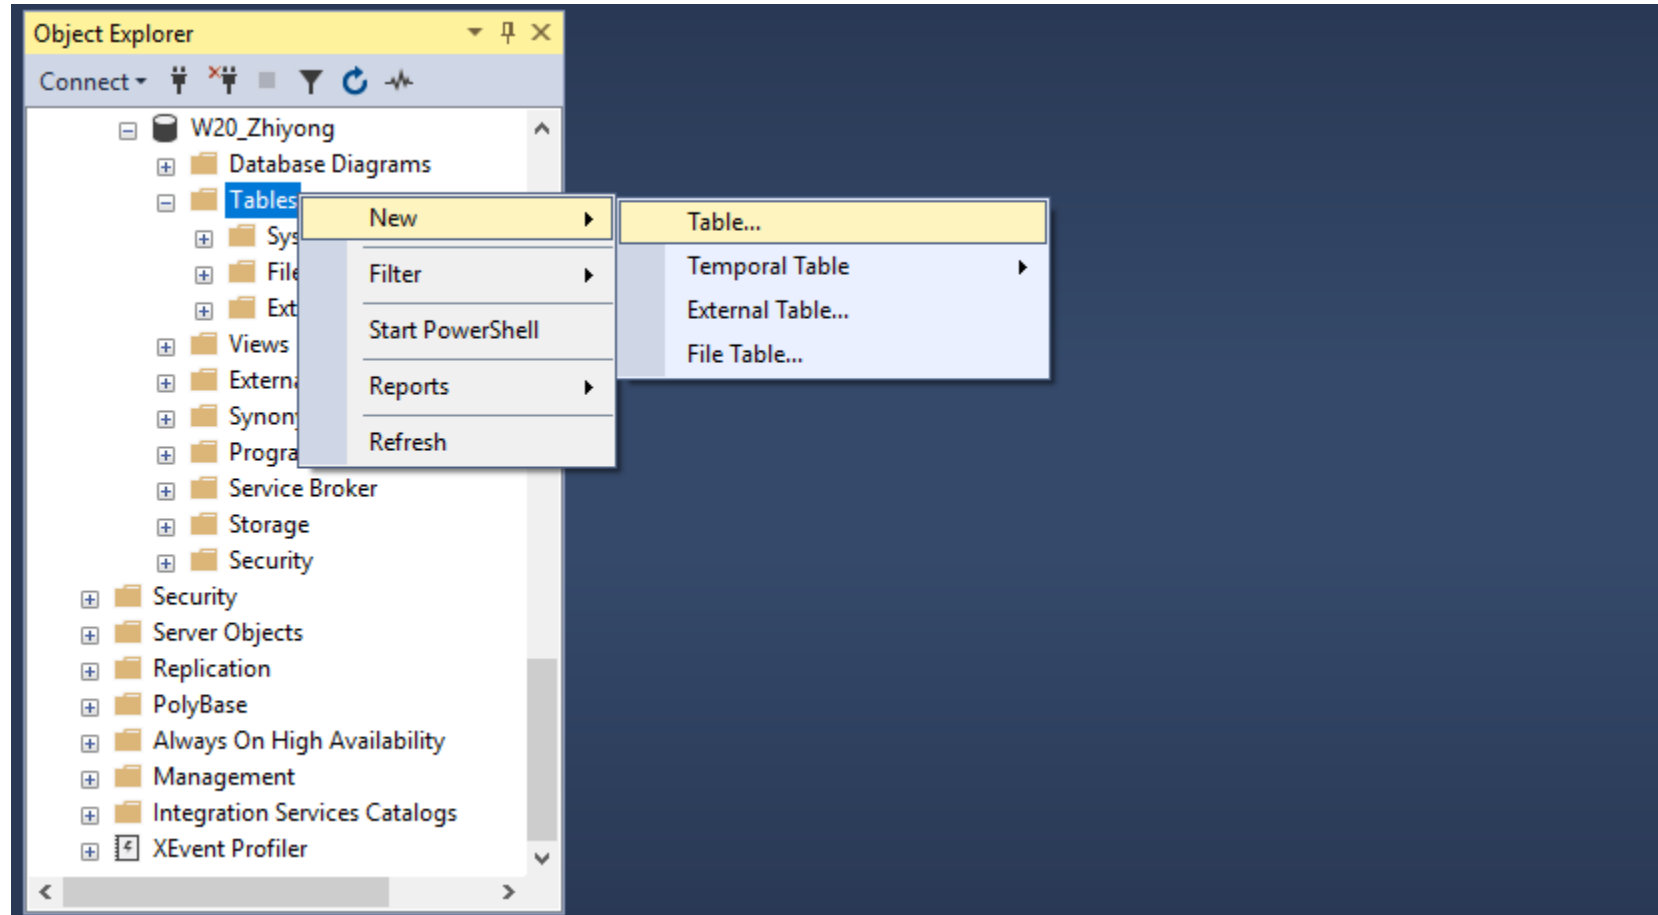 Object Explorer
Connect
W20_Zhiyong
Database Diagrams
Tables
New
Table...
Sys
Temporal Table
File
Filter
External Table...
Ext
Start PowerShell
Views
File Table...
Externa
Reports
Synony
Refresh
Progra
Service Broker
Storage
Security
Security
Server Objects
Replication
PolyBase
Always On High Availability
Management
Integration Services Catalogs
XEvent Profiler